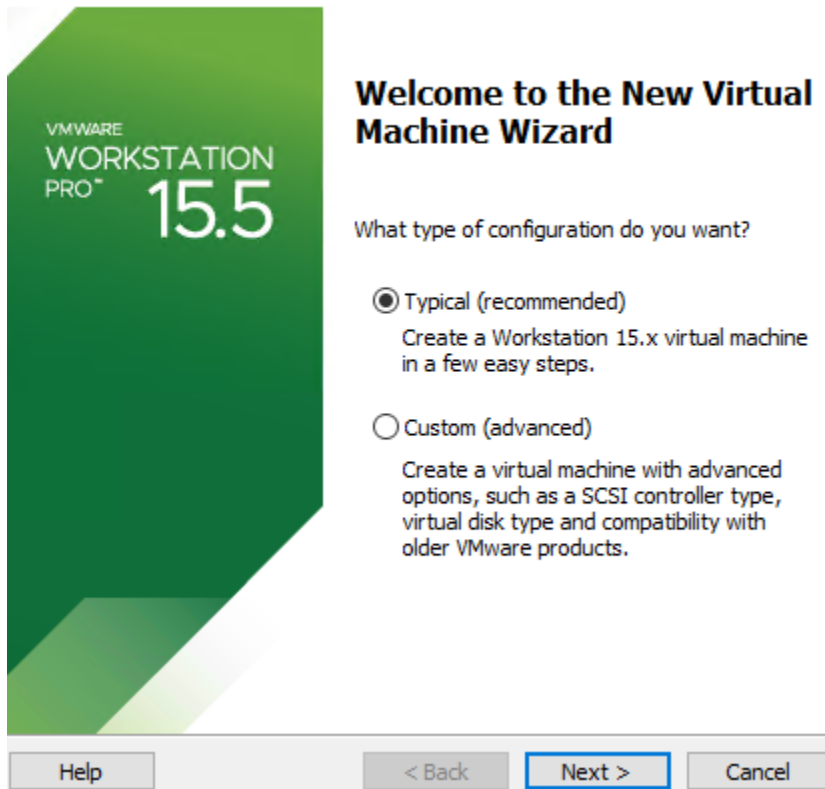 VMWARE
WORKSTATION
PRO™ 15.5
Welcome to the New Virtual
Machine Wizard
What type of configuration do you want?
Typical (recommended)
Create a Workstation 15.x virtual machine
in a few easy steps.
Custom (advanced)
Create a virtual machine with advanced
options, such as a SCSI controller type,
virtual disk type and compatibility with
older VMware products.
Help < Back Next > Cancel